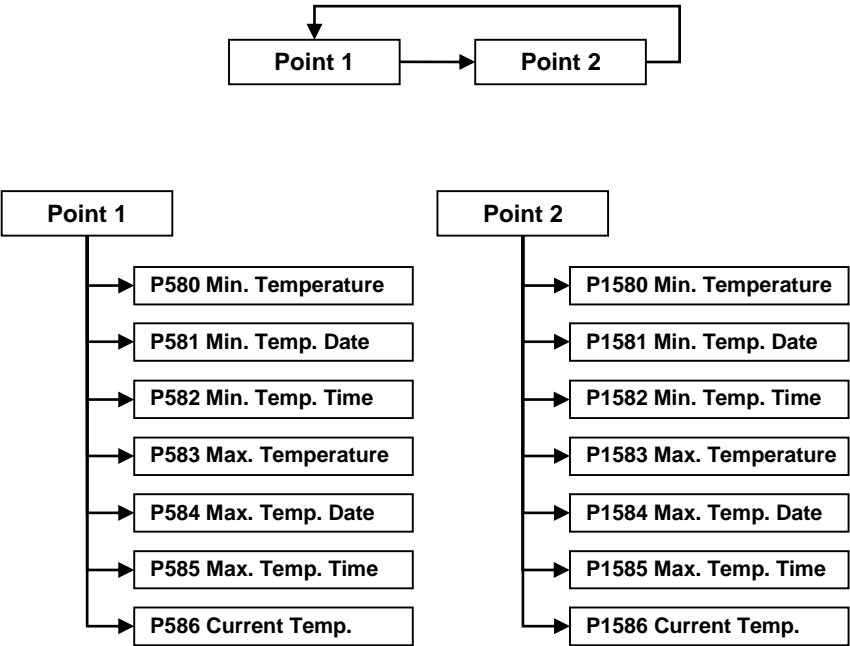 Point 1
Point 2
Point 1
P580 Min. Temperature
P581 Min. Temp. Date
P582 Min. Temp. Time
P583 Max. Temperature
P584 Max. Temp. Date
P585 Max. Temp. Time
P586 Current Temp.
Point 2
P1580 Min. Temperature
P1581 Min. Temp. Date
P1582 Min. Temp. Time
P1583 Max. Temperature
P1584 Max. Temp. Date
P1585 Max. Temp. Time
P1586 Current Temp.